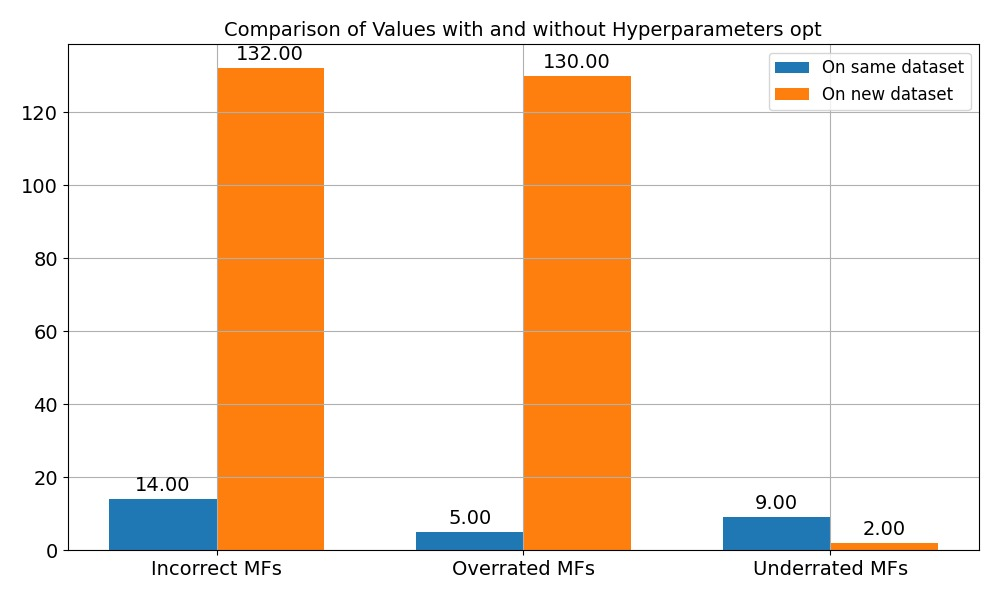 Comparison of Values with and without Hyperparameters opt
132.00
130.00
On same dataset
On new dataset
120
100
80
60
40
20
0
14.00
5.00
9.00
2.00
Incorrect MFs
Overrated MFs
Underrated MFs